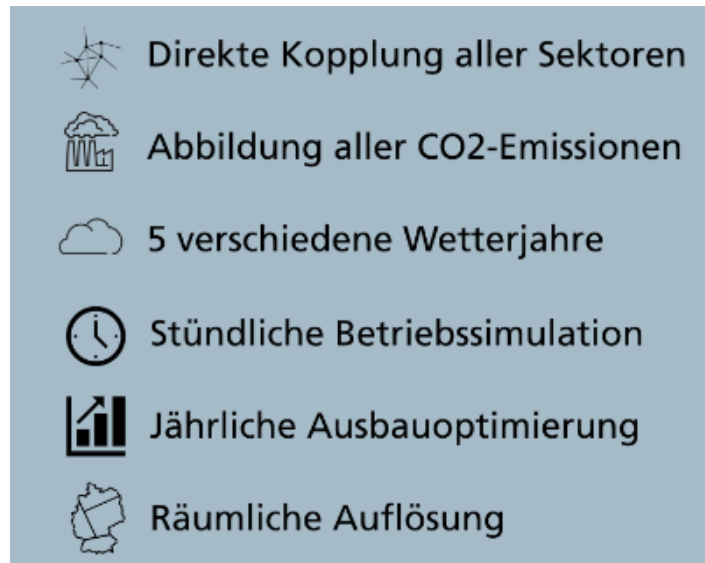 Direkte Kopplung aller Sektoren
Abbildung aller CO2-Emissionen
5 verschiedene Wetterjahre
Stündliche Betriebssimulation
Jährliche Ausbauoptimierung
Räumliche Auflösung